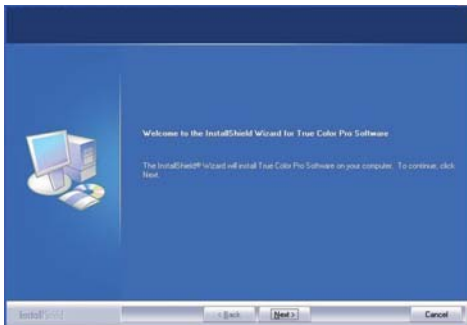 Welcome to the InstallShield Wizard for True Color Pro Software
The InstallShield® Wizard will install True Color Pro Software on your computer. To continue, click
Next.
InstallShield
< Back
Next >
Cancel